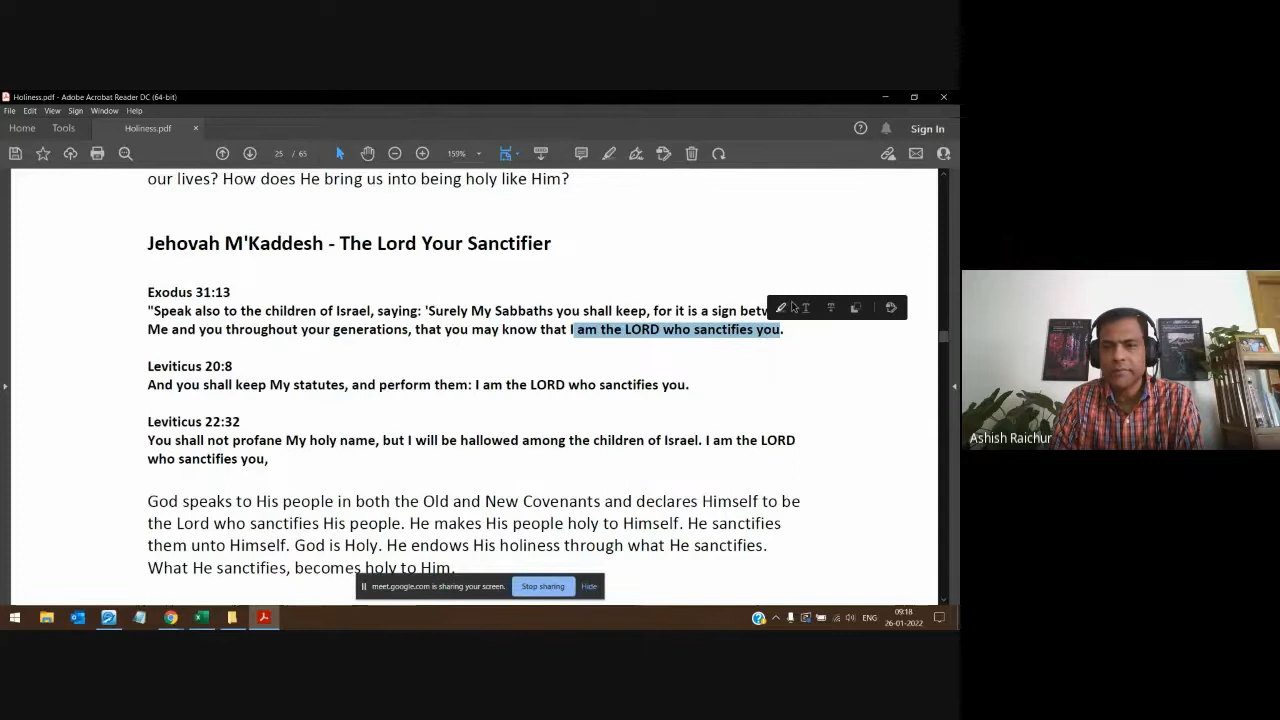 Holiness.pdf - Adobe Acrobat Reader DC (64-bit)
File Edit View Sign Window Help
Home Tools Holiness.pdf × Sign In
25 / 65 159%
our lives? How does He bring us into being holy like Him?
Jehovah M'Kaddesh - The Lord Your Sanctifier
Exodus 31:13
"Speak also to the children of Israel, saying: 'Surely My Sabbaths you shall keep, for it is a sign
Me and you throughout your generations, that you may know that I am the LORD who sanctifies you.
Leviticus 20:8
And you shall keep My statutes, and perform them: I am the LORD who sanctifies you.
Leviticus 22:32
You shall not profane My holy name, but I will be hallowed among the children of Israel. I am the LORD
who sanctifies you,
God speaks to His people in both the Old and New Covenants and declares Himself to be
the Lord who sanctifies His people. He makes His people holy to Himself. He sanctifies
them unto Himself. God is Holy. He endows His holiness through what He sanctifies.
What He sanctifies, becomes holy to Him.
meet.google.com is sharing your screen. Stop sharing Hide
ENG
09:18
26-01-2022
Ashish Raichur